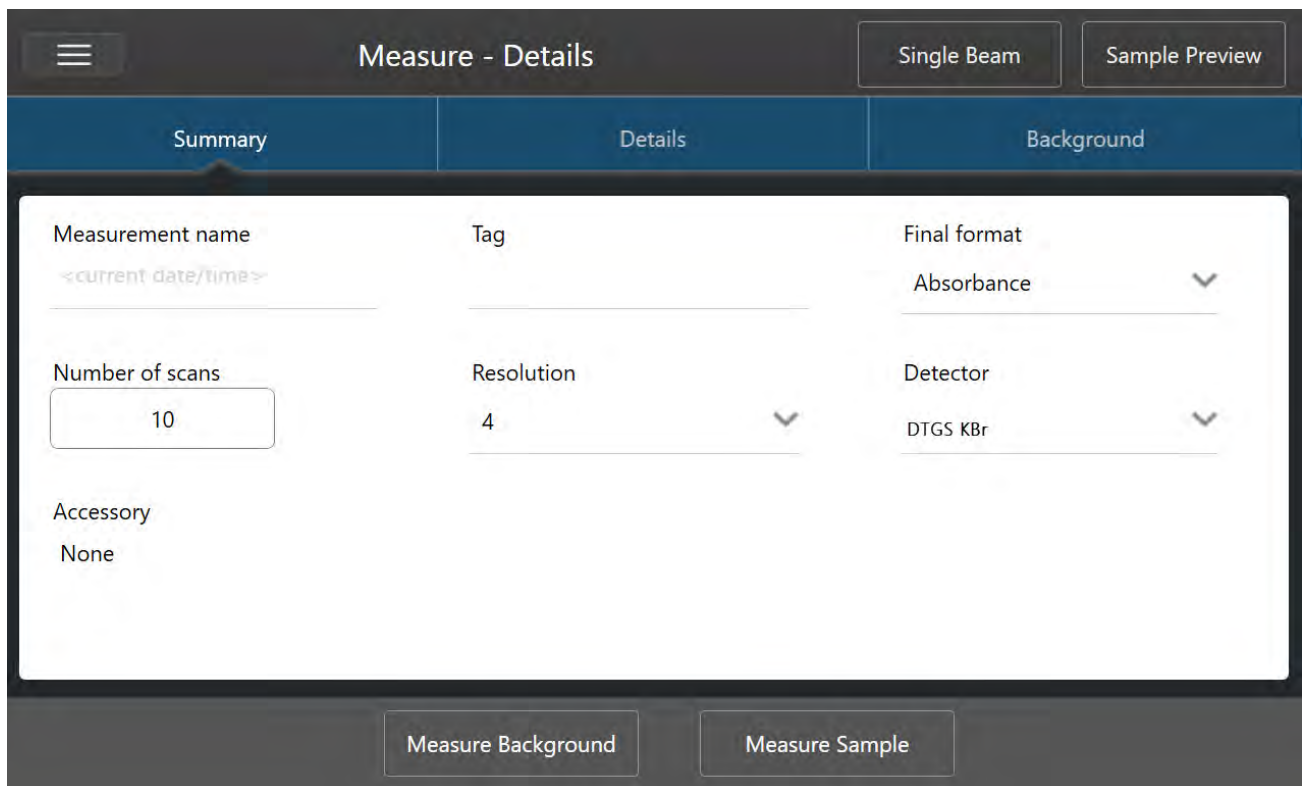 Measure - Details
Single Beam
Sample Preview
Summary
Details
Background
Measurement name
<current date/time>
Tag
Final format
Absorbance
Number of scans
10
Resolution
4
Detector
DTGS KBr
Accessory
None
Measure Background
Measure Sample